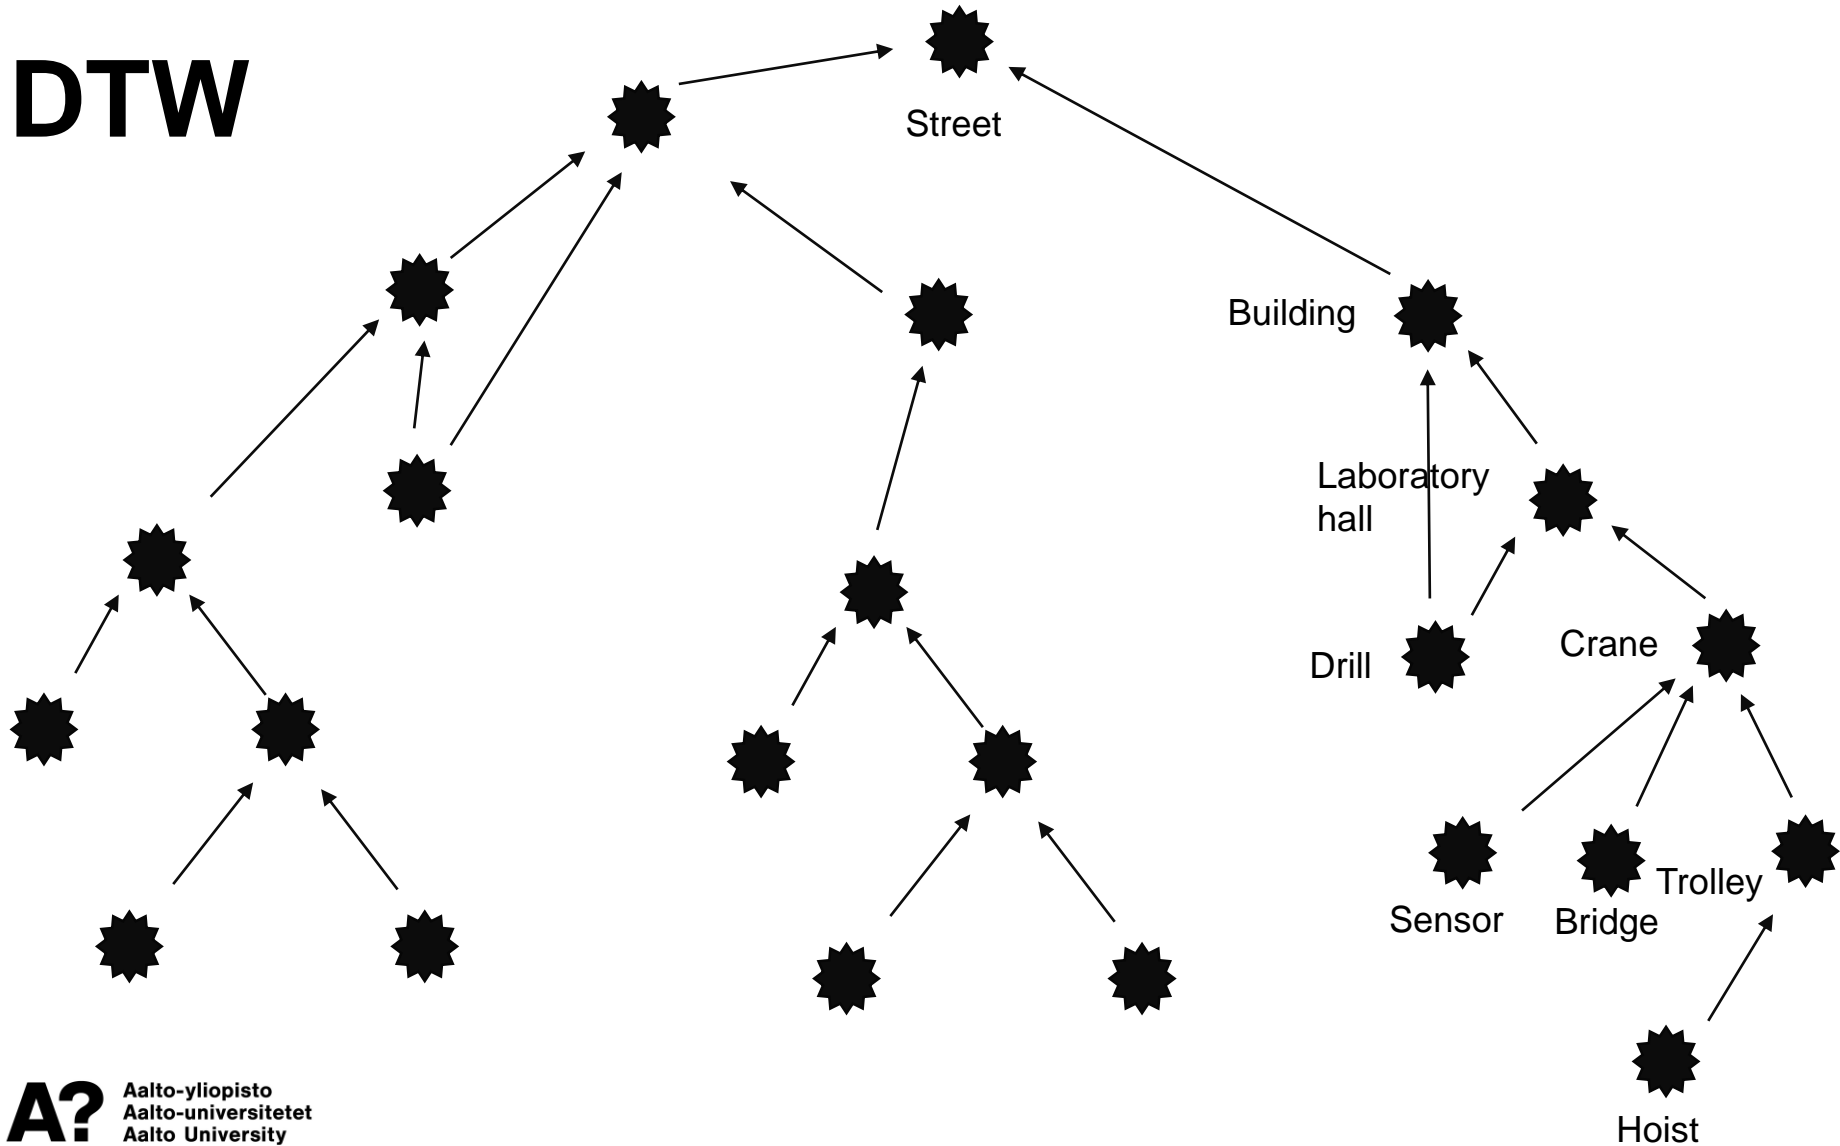 DTW
Street
Building
Laboratory
hall
Drill
Crane
Sensor
Bridge
Trolley
Hoist
A?
Aalto-yliopisto
Aalto-universitetet
Aalto University